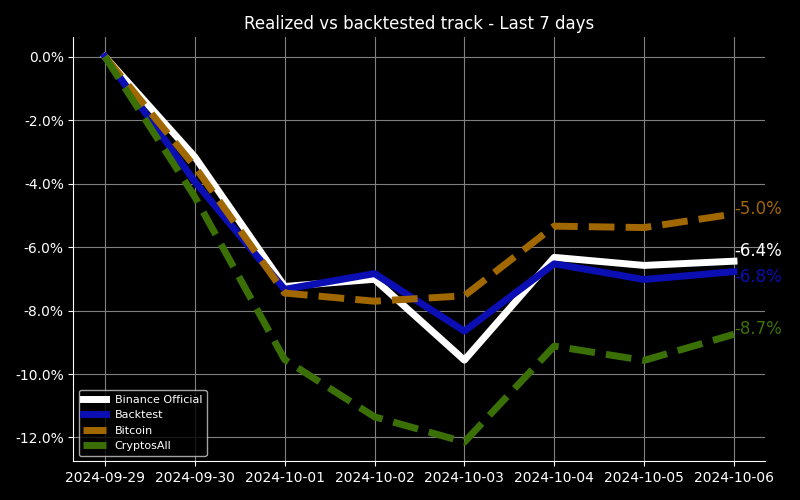 Realized vs backtested track - Last 7 days
0.0%
-2.0%
-4.0%
-6.0%
-8.0%
-10.0%
-12.0%
-5.0%
-6.4%
-6.8%
-8.7%
Binance Official
Backtest
Bitcoin
CryptosAll
2024-09-29 2024-09-30 2024-10-01 2024-10-02 2024-10-03 2024-10-04 2024-10-05 2024-10-06